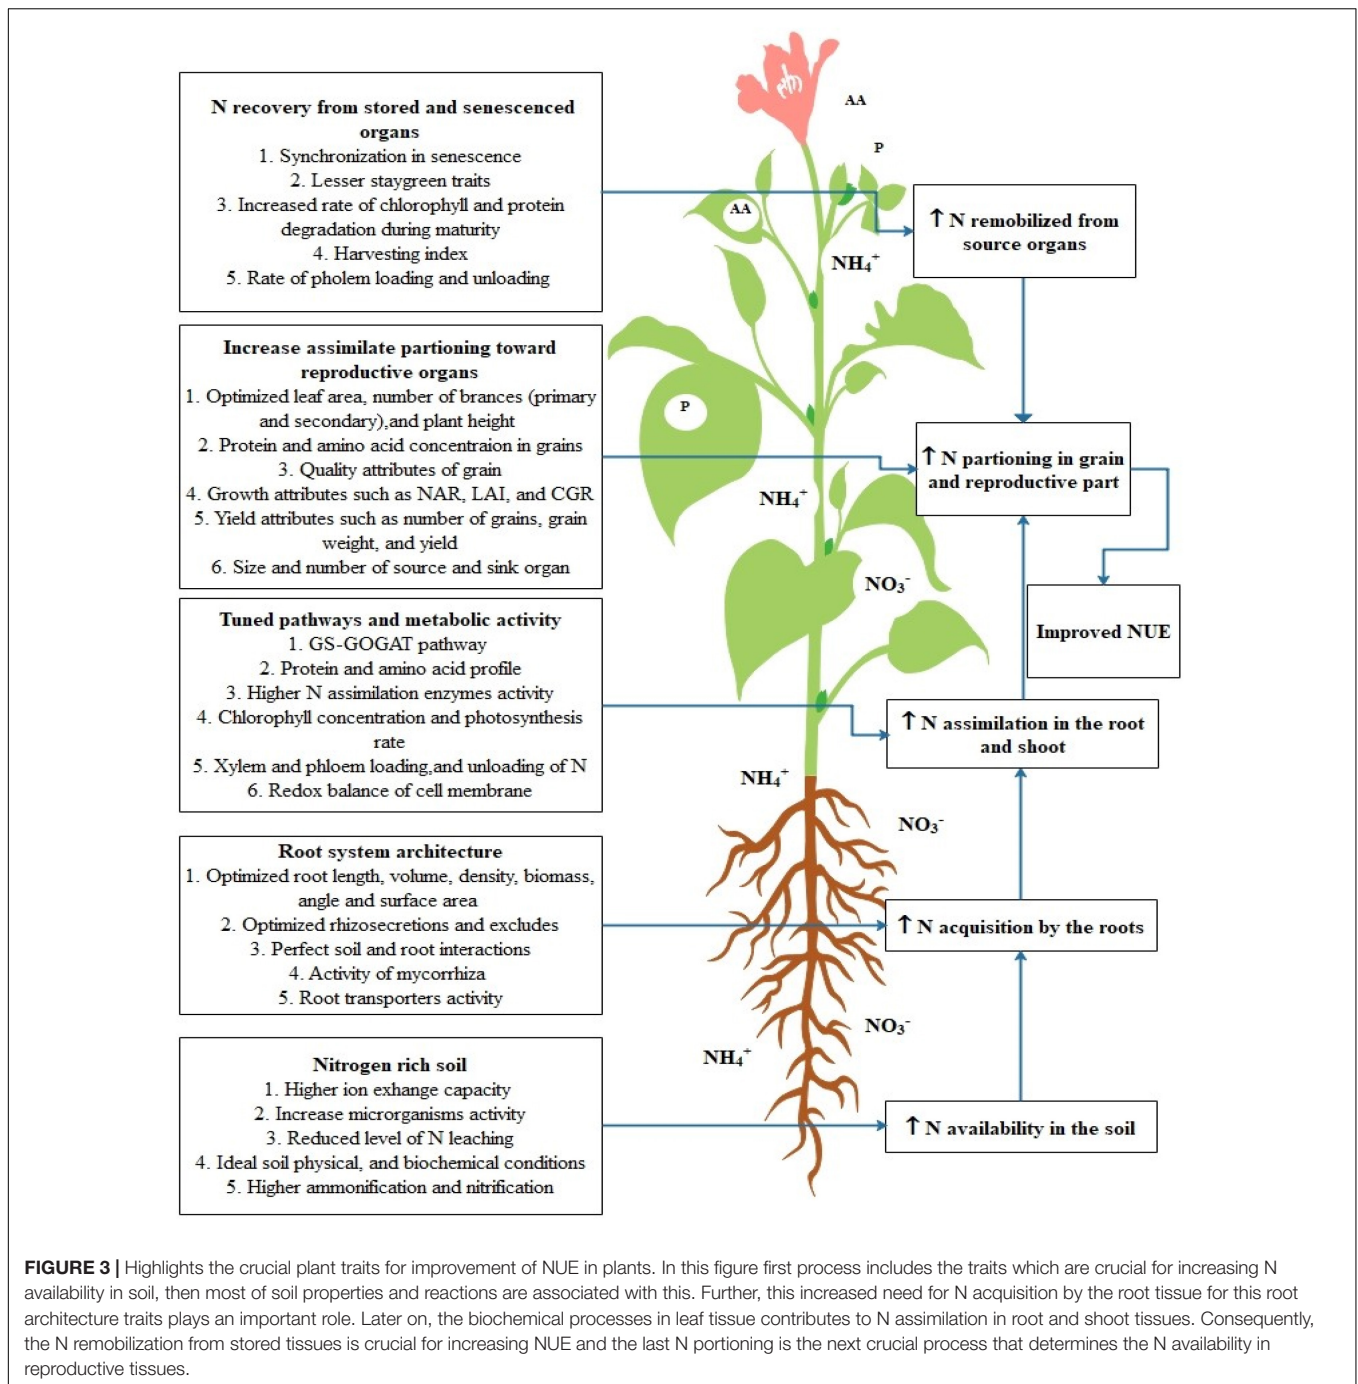 N recovery from stored and senescenced
organs
1. Synchronization in senescence
2. Lesser staygreen traits
3. Increased rate of chlorophyll and protein
degradation during maturity
4. Harvesting index
5. Rate of pholem loading and unloading
Increase assimilate partioning toward
reproductive organs
1. Optimized leaf area, number of brances (primary
and secondary),and plant height
2. Protein and amino acid concentraion in grains
3. Quality attributes of grain
4. Growth attributes such as NAR, LAI, and CGR
5. Yield attributes such as number of grains, grain
weight, and yield
6. Size and number of source and sink organ
Tuned pathways and metabolic activity
1. GS-GOGAT pathway
2. Protein and amino acid profile
3. Higher N assimilation enzymes activity
4. Chlorophyll concentration and photosynthesis
rate
5. Xylem and phloem loading,and unloading of N
6. Redox balance of cell membrane
Root system architecture
1. Optimized root length, volume, density, biomass,
angle and surface area
2. Optimized rhizosecretions and excludes
3. Perfect soil and root interactions
4. Activity of mycorrhiza
5. Root transporters activity
Nitrogen rich soil
1. Higher ion exhange capacity
2. Increase microrganisms activity
3. Reduced level of N leaching
4. Ideal soil physical, and biochemical conditions
5. Higher ammonification and nitrification
AA
P
AA
NH₄⁺
P
NH₄⁺
NO₃⁻
NH₄⁺
NO₃⁻
NO₃⁻
NH₄⁺
↑ N remobilized from
source organs
↑ N partioning in grain
and reproductive part
Improved NUE
↑ N assimilation in the root
and shoot
↑ N acquisition by the roots
↑ N availability in the soil
FIGURE 3 | Highlights the crucial plant traits for improvement of NUE in plants. In this figure first process includes the traits which are crucial for increasing N
availability in soil, then most of soil properties and reactions are associated with this. Further, this increased need for N acquisition by the root tissue for this root
architecture traits plays an important role. Later on, the biochemical processes in leaf tissue contributes to N assimilation in root and shoot tissues. Consequently,
the N remobilization from stored tissues is crucial for increasing NUE and the last N portioning is the next crucial process that determines the N availability in
reproductive tissues.